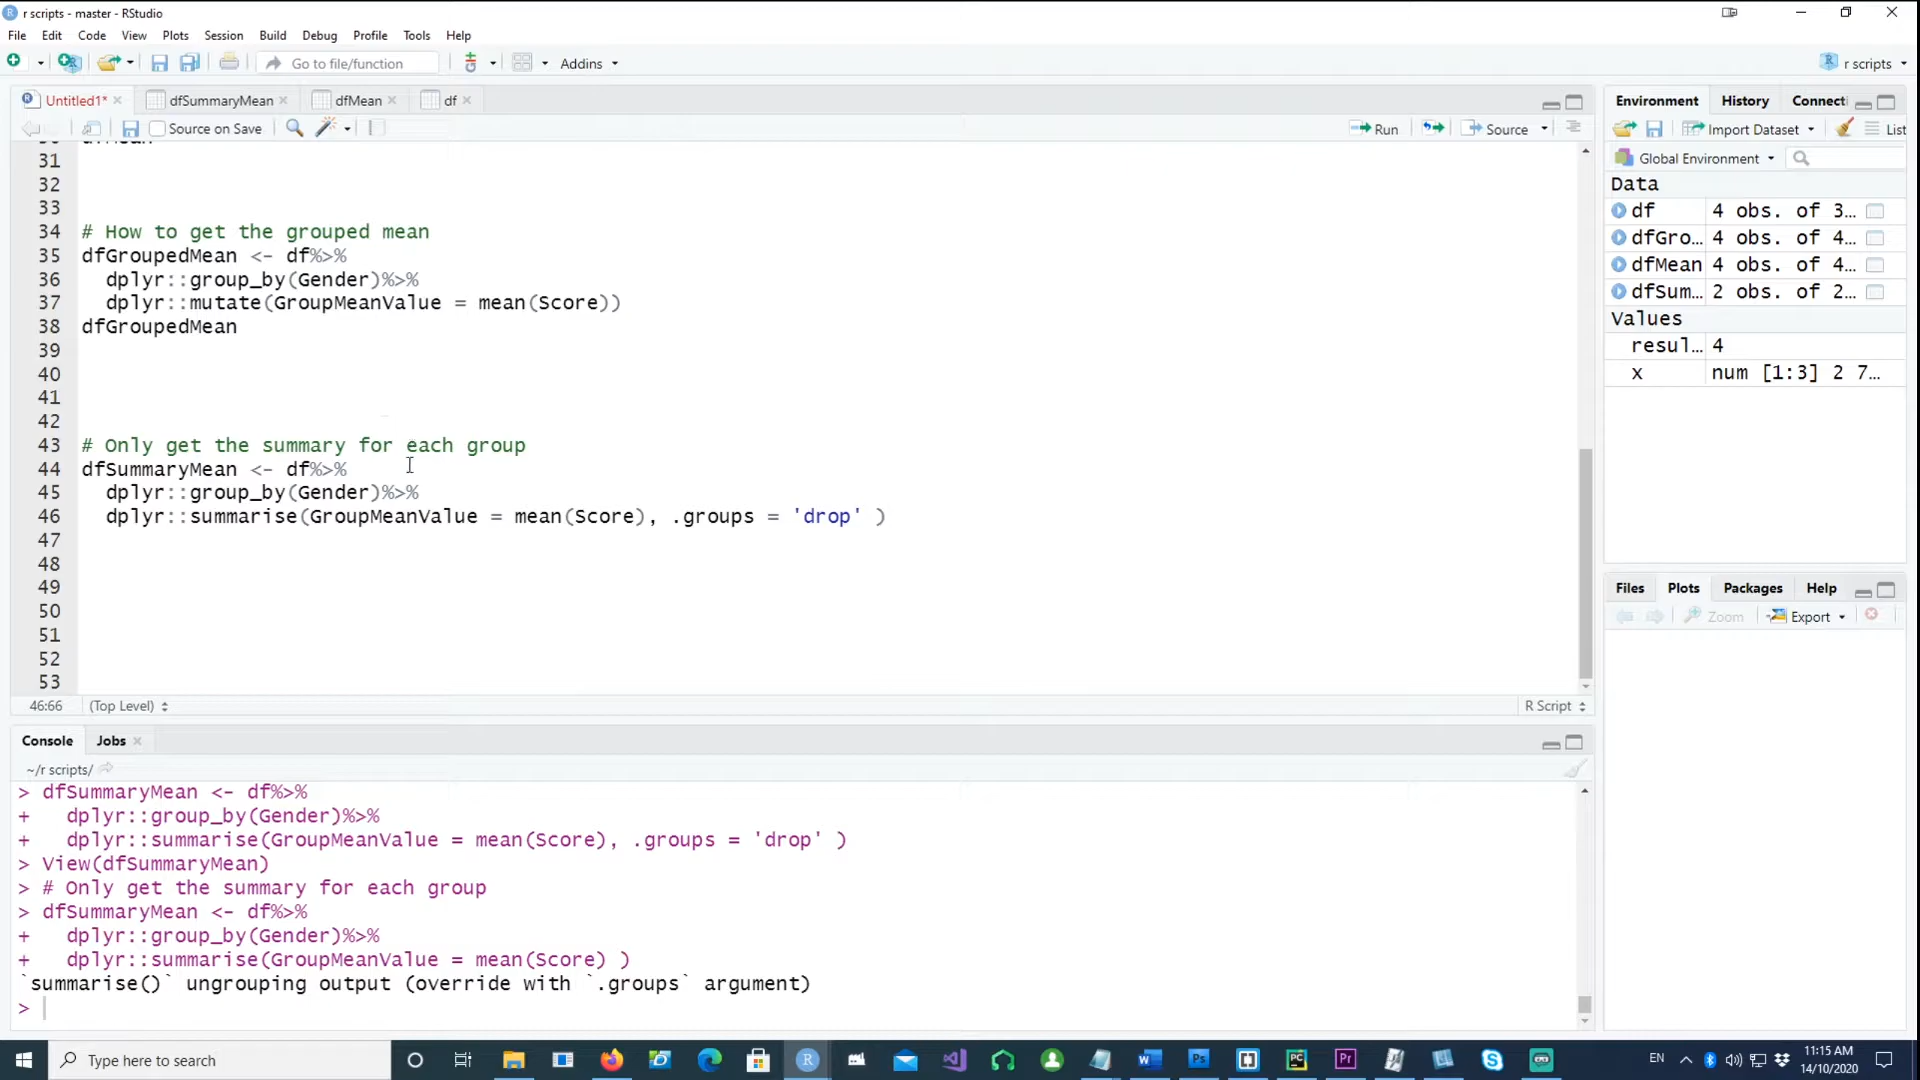 r scripts - master - RStudio
File Edit Code View Plots Session Build Debug Profile Tools Help
Go to file/function Addins r scripts
Untitled1* dfSummaryMean dfMean df
Source on Save Run Source
31
32
33
34 # How to get the grouped mean
35 dfGroupedMean <- df%>%
36 dplyr::group_by(Gender)%>%
37 dplyr::mutate(GroupMeanValue = mean(Score))
38 dfGroupedMean
39
40
41
42
43 # Only get the summary for each group
44 dfSummaryMean <- df%>%
45 dplyr::group_by(Gender)%>%
46 dplyr::summarise(GroupMeanValue = mean(Score), .groups = 'drop' )
47
48
49
50
51
52
53
46:66 (Top Level) R Script
Console Jobs
~/r scripts/
> dfSummaryMean <- df%>%
+ dplyr::group_by(Gender)%>%
+ dplyr::summarise(GroupMeanValue = mean(Score), .groups = 'drop' )
> View(dfSummaryMean)
> # Only get the summary for each group
> dfSummaryMean <- df%>%
+ dplyr::group_by(Gender)%>%
+ dplyr::summarise(GroupMeanValue = mean(Score) )
`summarise()` ungrouping output (override with `.groups` argument)
>
Environment History Connecti
Import Dataset List
Global Environment
Data
df 4 obs. of 3…
dfGro… 4 obs. of 4…
dfMean 4 obs. of 4…
dfSum… 2 obs. of 2…
Values
resul… 4
x num [1:3] 2 7…
Files Plots Packages Help
Zoom Export
Type here to search
EN
11:15 AM
14/10/2020